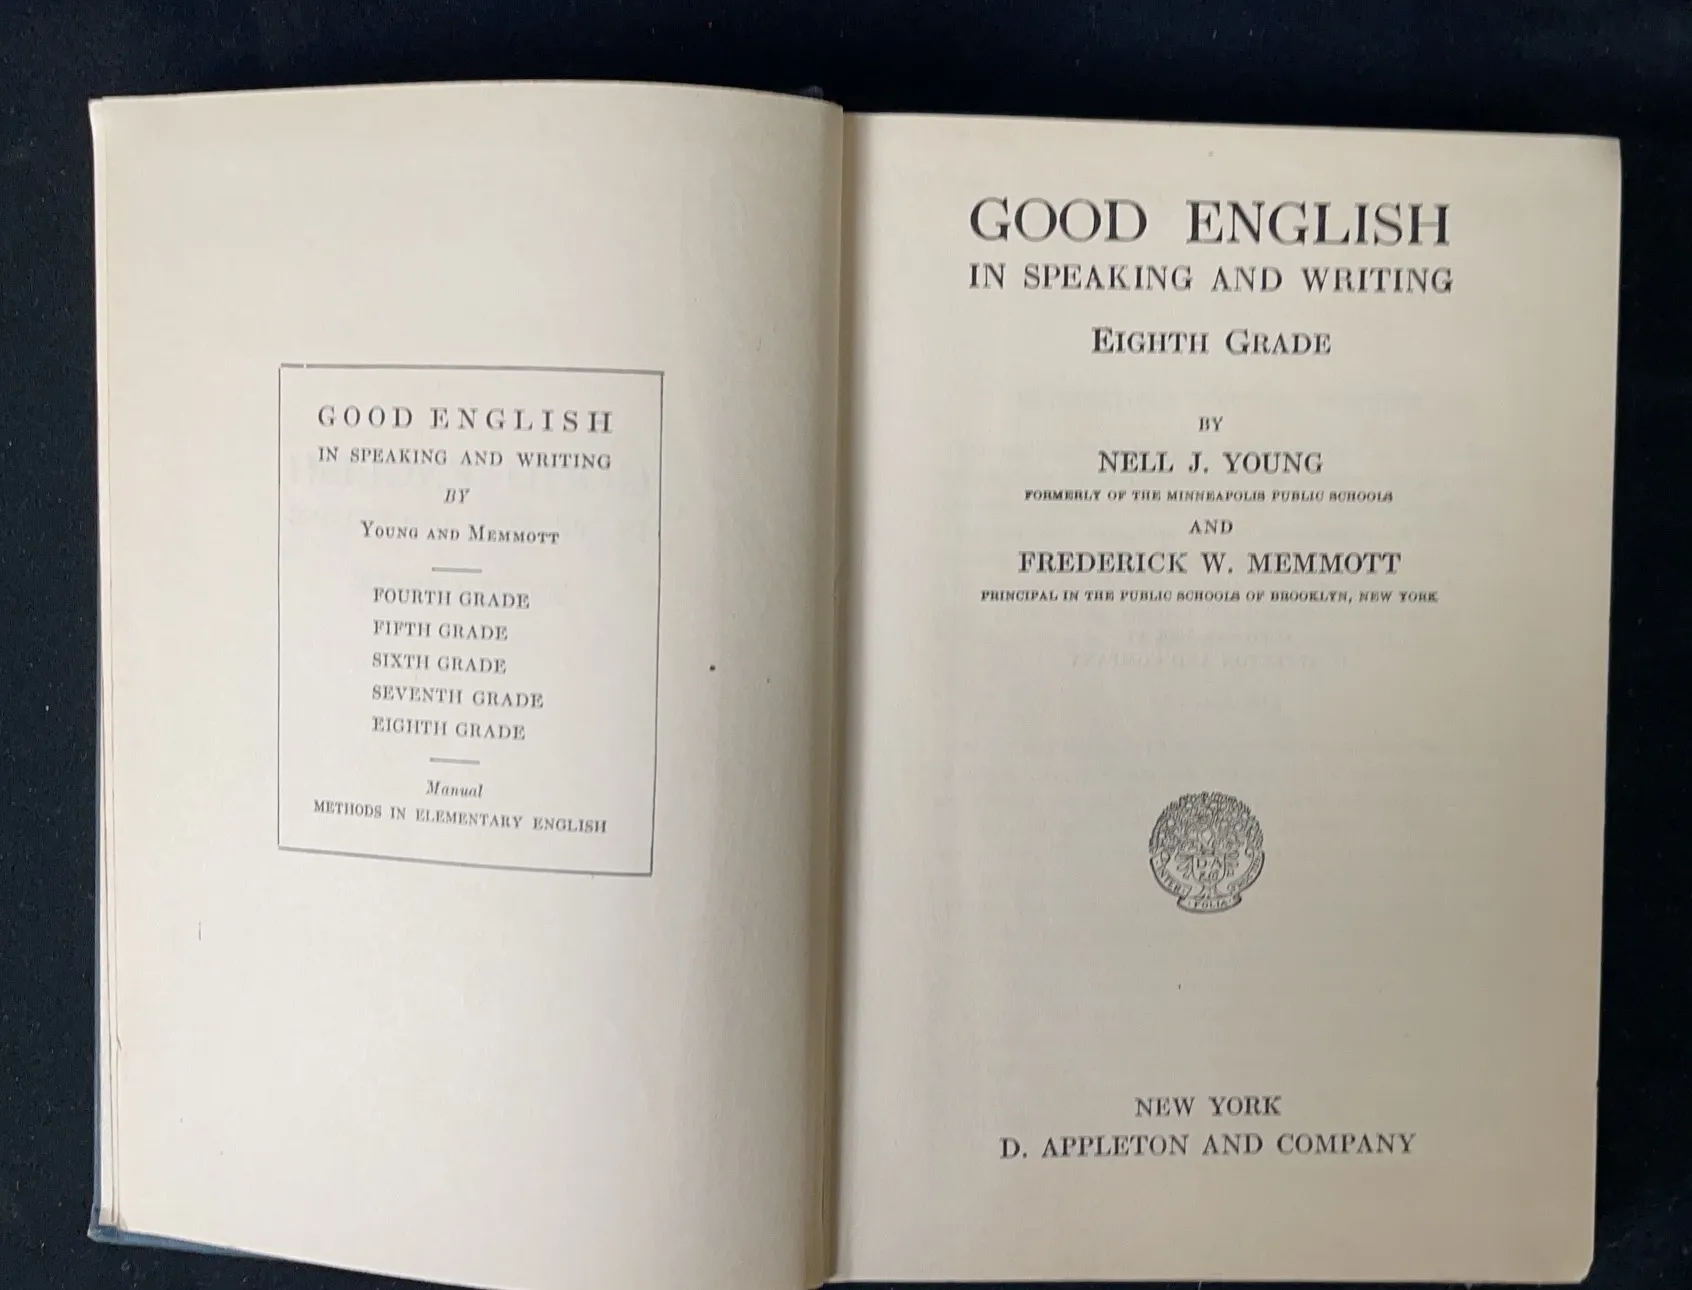 GOOD ENGLISH
IN SPEAKING AND WRITING
BY
YOUNG AND MEMMOTT
FOURTH GRADE
FIFTH GRADE
SIXTH GRADE
SEVENTH GRADE
EIGHTH GRADE
Manual
METHODS IN ELEMENTARY ENGLISH
GOOD ENGLISH
IN SPEAKING AND WRITING
EIGHTH GRADE
BY
NELL J. YOUNG
FORMERLY OF THE MINNEAPOLIS PUBLIC SCHOOLS
AND
FREDERICK W. MEMMOTT
PRINCIPAL IN THE PUBLIC SCHOOLS OF BROOKLYN, NEW YORK
INTER
FOLIA
NEW YORK
D. APPLETON AND COMPANY